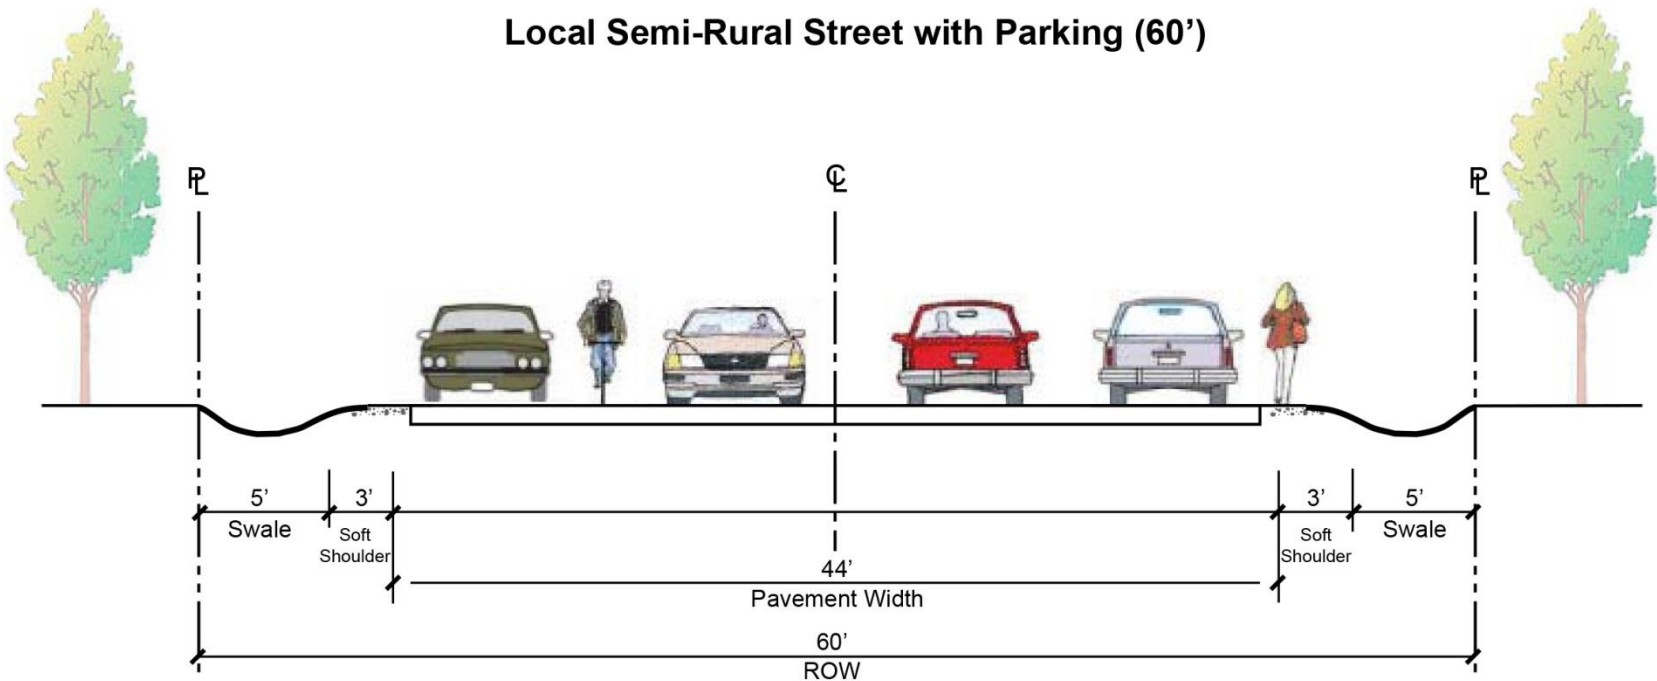 Local Semi-Rural Street with Parking (60’)
PL
CL
PL
5’
3’
3’
5’
Swale
Soft
Shoulder
Soft
Shoulder
Swale
44’
Pavement Width
60’
ROW